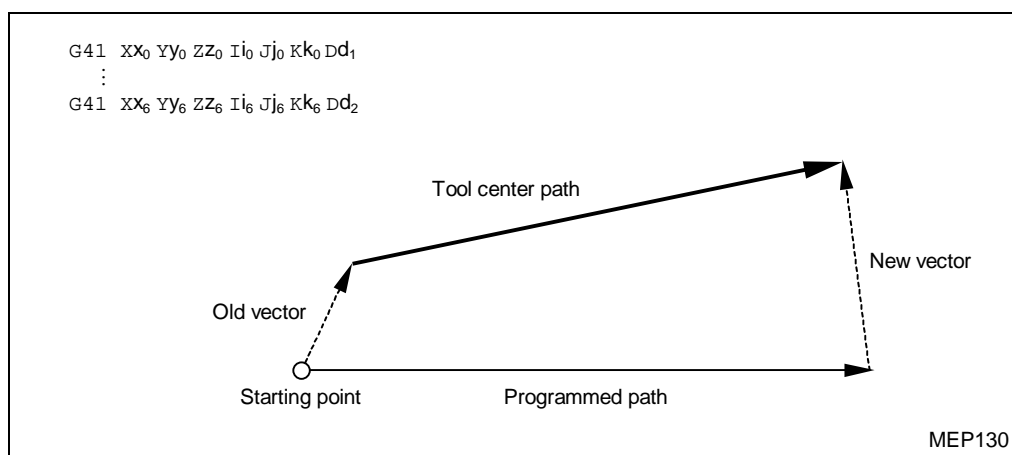 G41 Xx₀ Yy₀ Zz₀ Ii₀ Jj₀ Kk₀ Dd₁
⋮
G41 Xx₆ Yy₆ Zz₆ Ii₆ Jj₆ Kk₆ Dd₂
Tool center path
New vector
Old vector
Starting point
Programmed path
MEP130